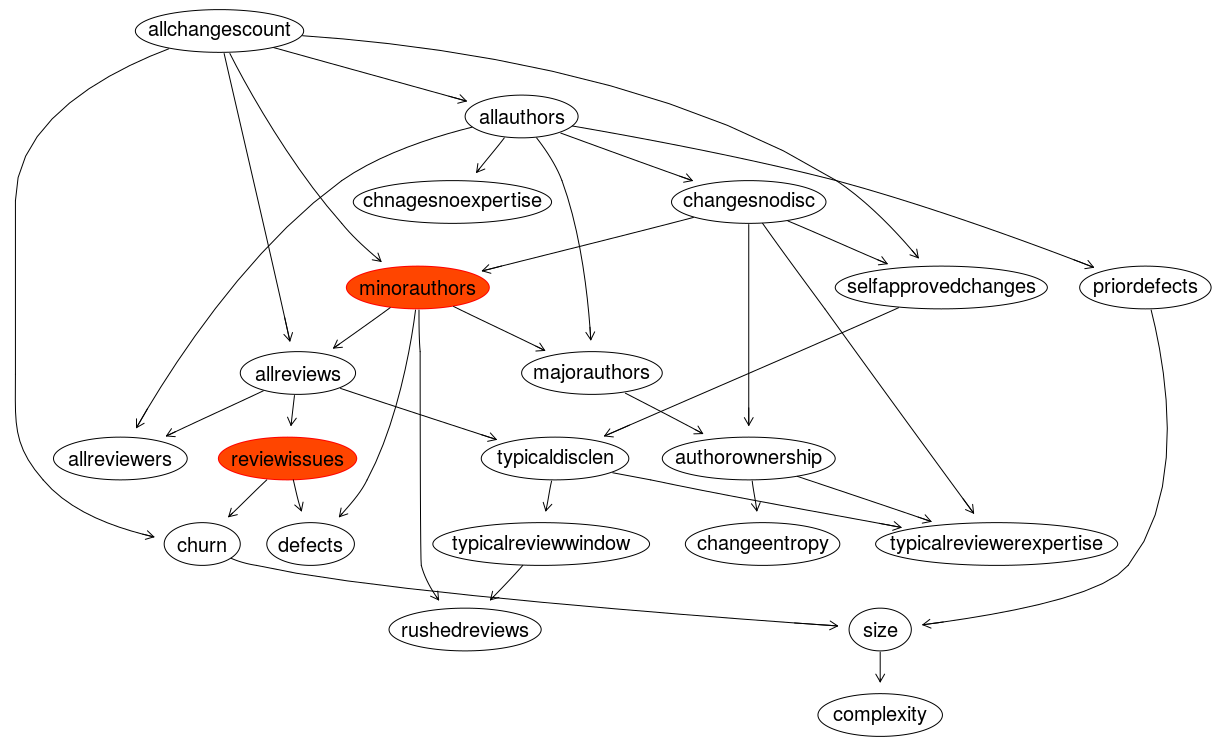 allchangescount
allauthors
chnagesnoexpertise
changesnodisc
minorauthors
selfapprovedchanges
priordefects
allreviews
majorauthors
allreviewers
reviewissues
typicaldisclen
authorownership
churn
defects
typicalreviewwindow
changeentropy
typicalreviewerexpertise
rushedreviews
size
complexity